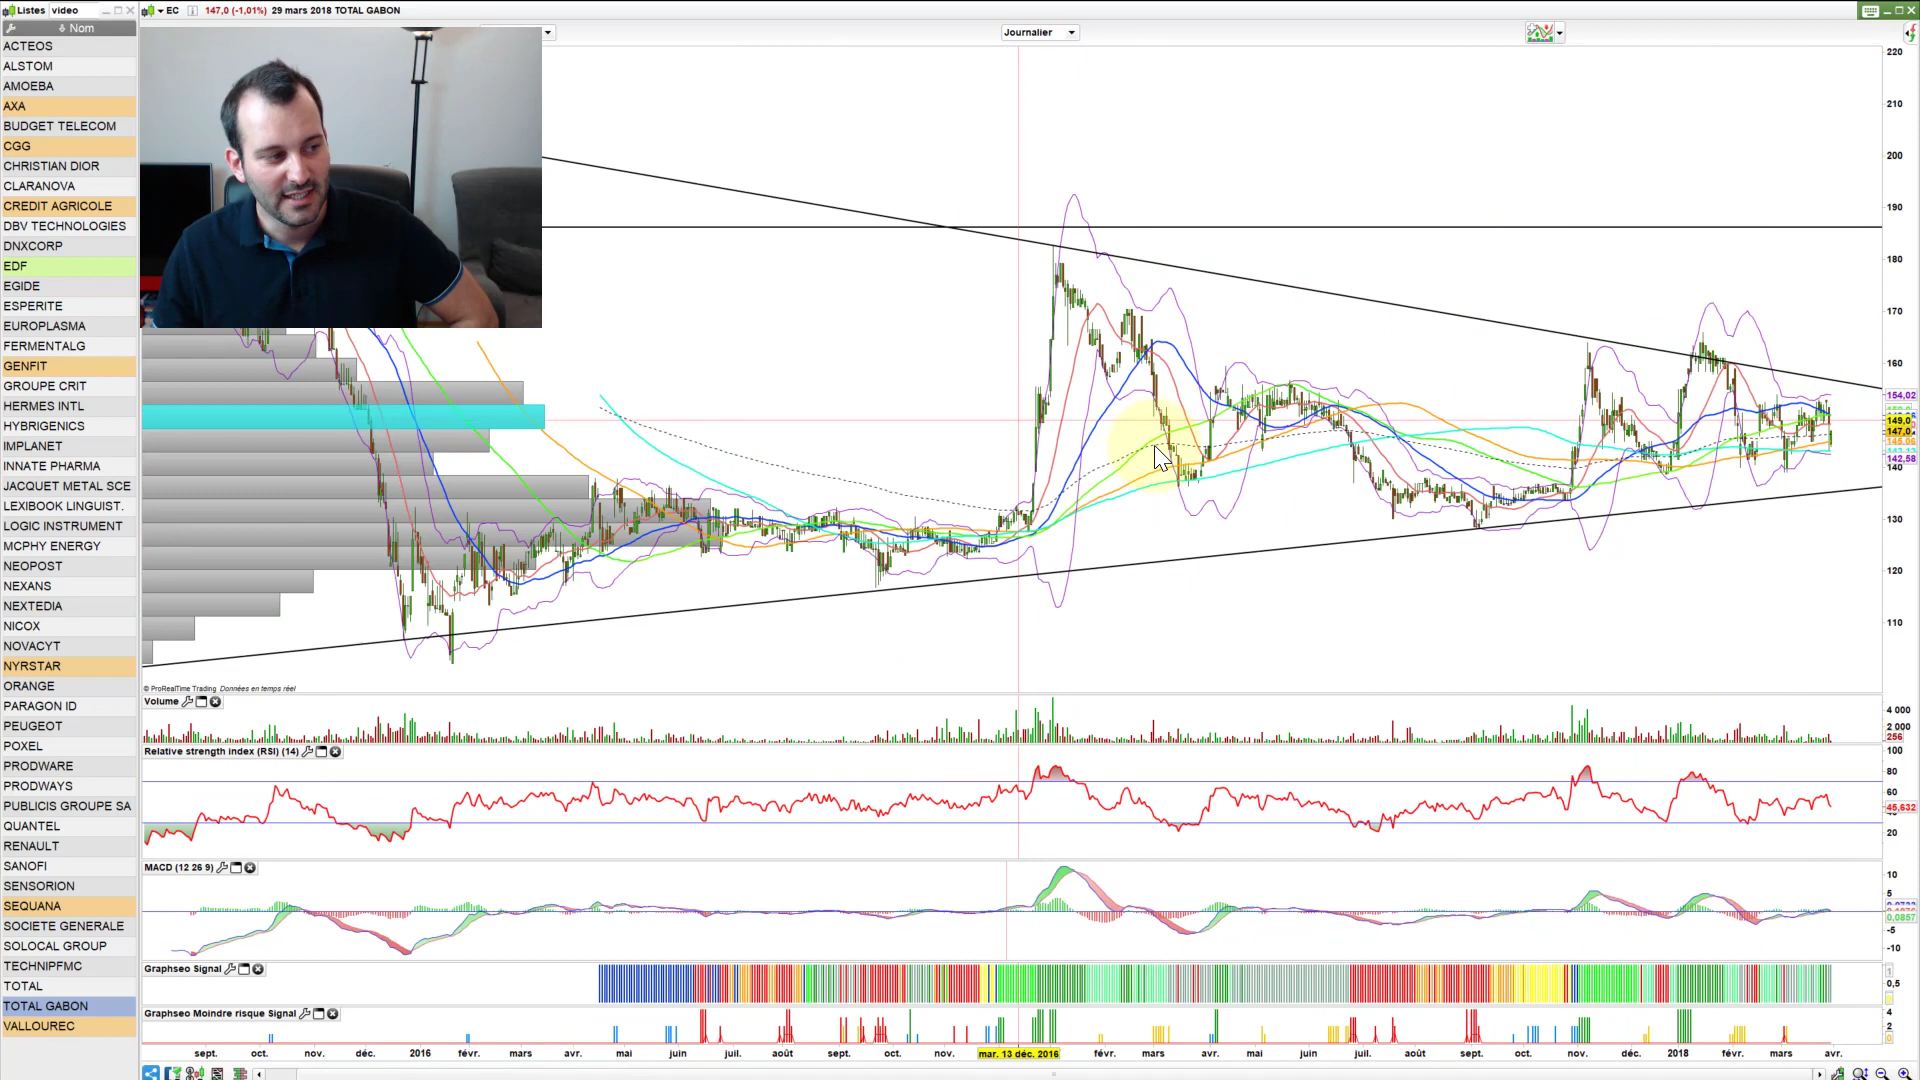 Listes video
EC 147,0 (-1,01%) 29 mars 2018 TOTAL GABON
Nom
Journalier
ACTEOS
ALSTOM
AMOEBA
AXA
BUDGET TELECOM
CGG
CHRISTIAN DIOR
CLARANOVA
CREDIT AGRICOLE
DBV TECHNOLOGIES
DNXCORP
EDF
EGIDE
ESPERITE
EUROPLASMA
FERMENTALG
GENFIT
GROUPE CRIT
HERMES INTL
HYBRIGENICS
IMPLANET
INNATE PHARMA
JACQUET METAL SCE
LEXIBOOK LINGUIST.
LOGIC INSTRUMENT
MCPHY ENERGY
NEOPOST
NEXANS
NEXTEDIA
NICOX
NOVACYT
NYRSTAR
ORANGE
PARAGON ID
PEUGEOT
POXEL
PRODWARE
PRODWAYS
PUBLICIS GROUPE SA
QUANTEL
RENAULT
SANOFI
SENSORION
SEQUANA
SOCIETE GENERALE
SOLOCAL GROUP
TECHNIPFMC
TOTAL
TOTAL GABON
VALLOUREC
220
210
200
190
180
170
160
154,02
149,0
147,0
145,06
142,58
140
130
120
110
© ProRealTime Trading Données en temps réel
Volume
4 000
2 000
256
Relative strength index (RSI) (14)
100
80
60
45,632
20
MACD (12 26 9)
10
5
0,0857
-5
-10
Graphseo Signal
1
0,5
Graphseo Moindre risque Signal
4
2
0
sept. oct. nov. déc. 2016 févr. mars avr. mai juin juil. août sept. oct. nov. mar. 13 déc. 2016 févr. mars avr. mai juin juil. août sept. oct. nov. déc. 2018 févr. mars avr.